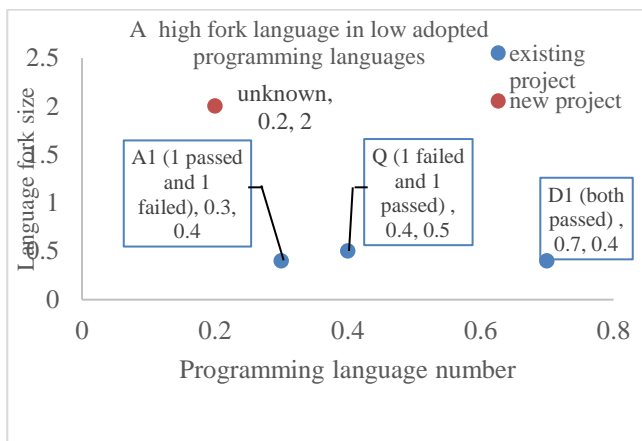 A  high fork language in low adopted
programming languages
existing
project
new project
Language fork size
2.5
2
1.5
1
0.5
0
unknown,
0.2, 2
A1 (1 passed
and 1
failed), 0.3,
0.4
Q (1 failed
and 1
passed) ,
0.4, 0.5
D1 (both
passed) ,
0.7, 0.4
0
0.2
0.4
0.6
0.8
Programming language number